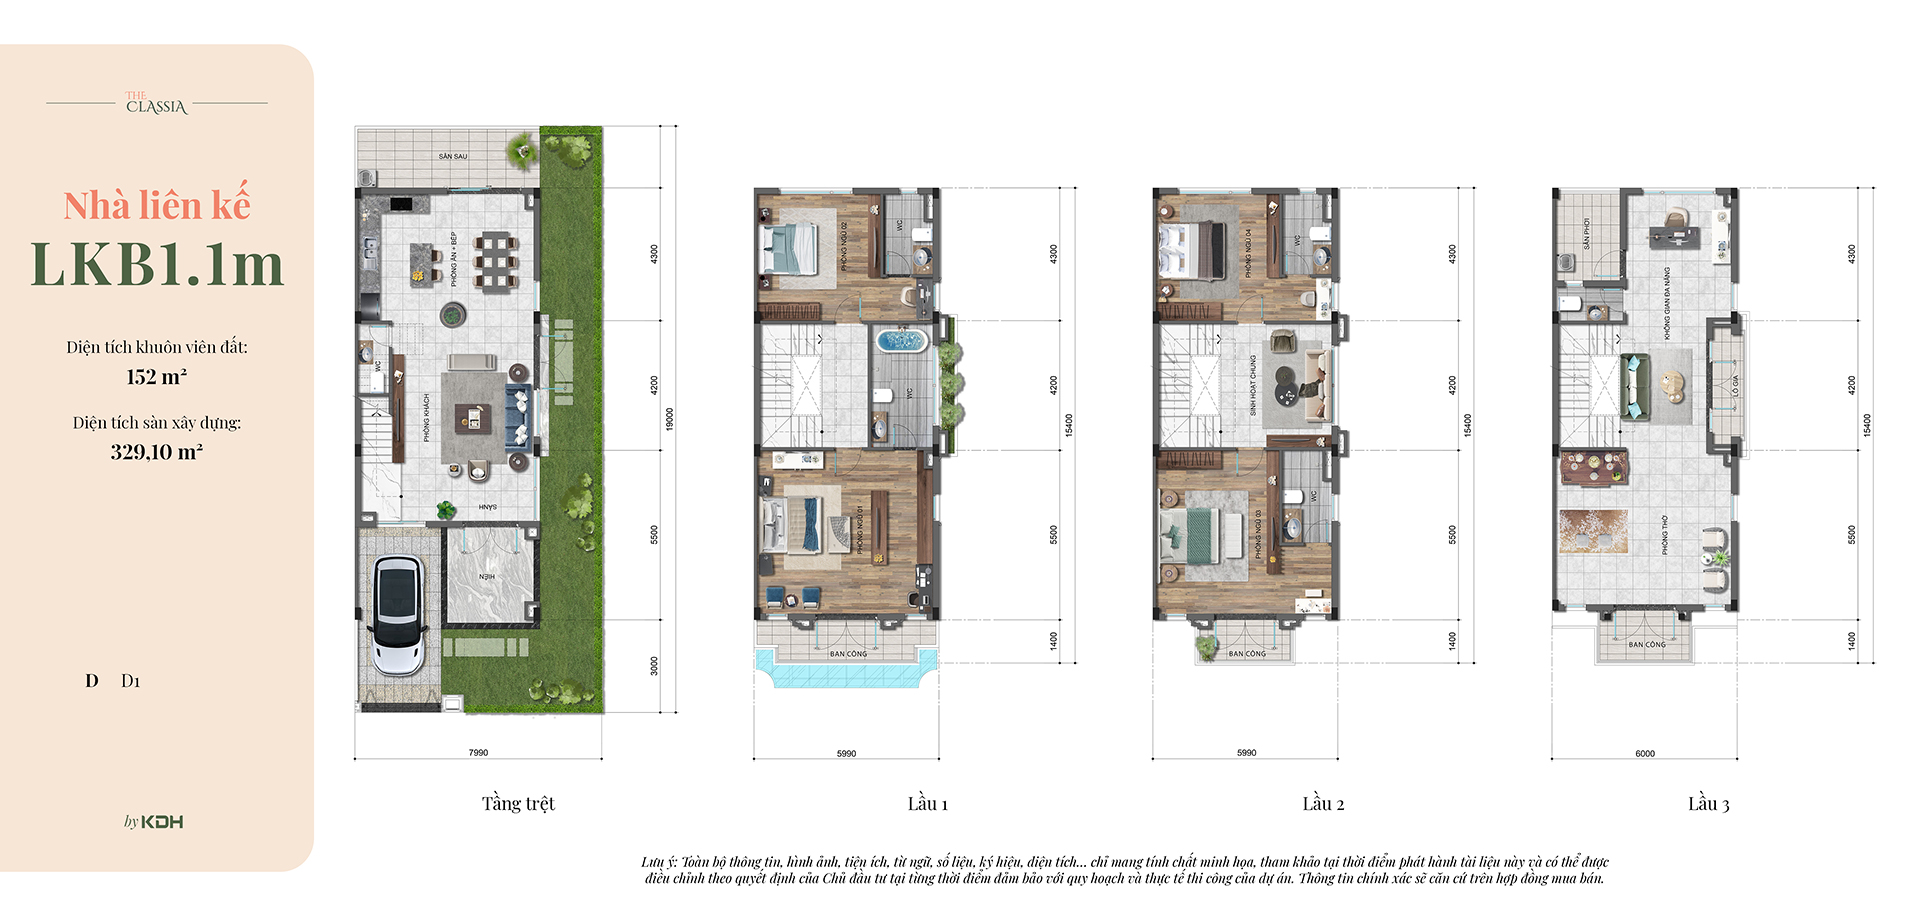 THE
CLASSIA
Nhà liên kế
LKB1.1m
Diện tích khuôn viên đất:
152 m²
Diện tích sàn xây dựng:
329,10 m²
D D1
by KDH
SÂN SAU
PHÒNG ĂN + BẾP
WC
PHÒNG KHÁCH
SẢNH
HIÊN
4300
4200
5500
3000
19000
7990
Tầng trệt
PHÒNG NGỦ 02
WC
WC
PHÒNG NGỦ 01
BAN CÔNG
4300
4200
5500
1400
15400
5990
Lầu 1
PHÒNG NGỦ 04
WC
SINH HOẠT CHUNG
PHÒNG NGỦ 03
WC
BAN CÔNG
4300
4200
5500
1400
15400
5990
Lầu 2
SÂN PHƠI
KHÔNG GIAN ĐA NĂNG
LÔ GIA
PHÒNG THỜ
BAN CÔNG
4300
4200
5500
1400
15400
6000
Lầu 3
Lưu ý: Toàn bộ thông tin, hình ảnh, tiện ích, từ ngữ, số liệu, ký hiệu, diện tích... chỉ mang tính chất minh họa, tham khảo tại thời điểm phát hành tài liệu này và có thể được
điều chỉnh theo quyết định của Chủ đầu tư tại từng thời điểm đảm bảo với quy hoạch và thực tế thi công của dự án. Thông tin chính xác sẽ căn cứ trên hợp đồng mua bán.